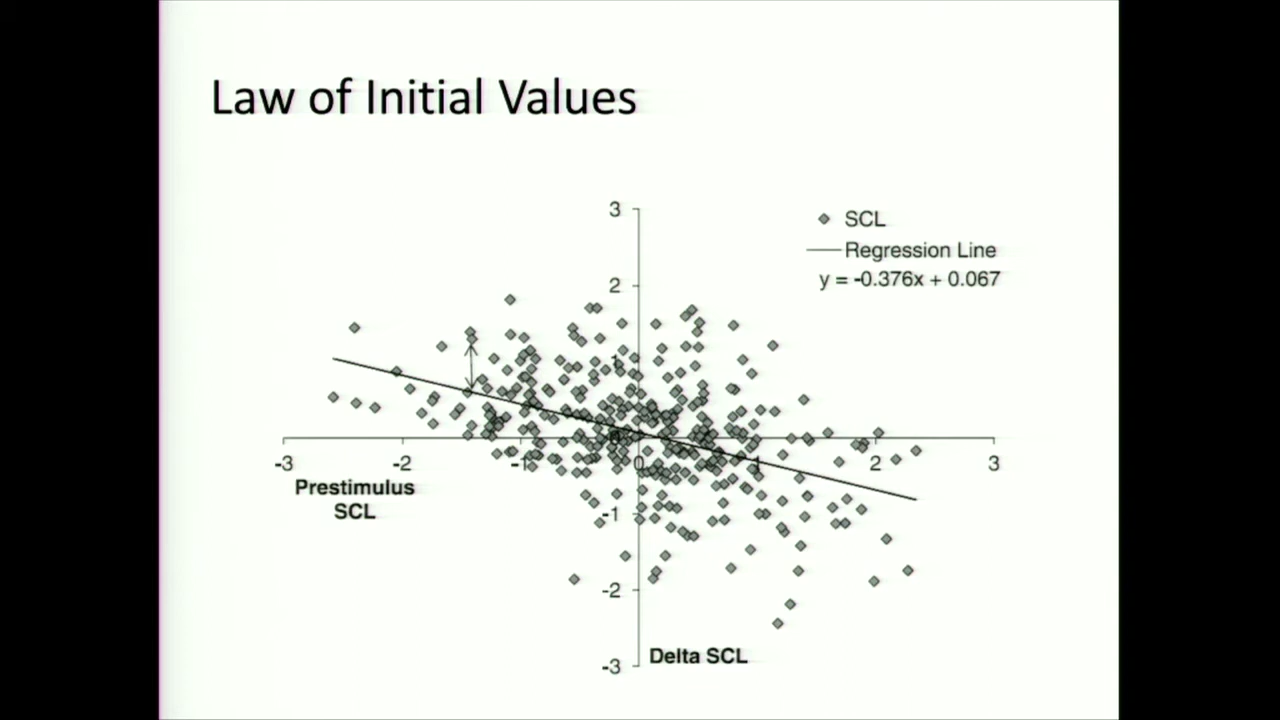 Law of Initial Values
SCL
Regression Line
y = -0.376x + 0.067
3
2
1
0
-3
-2
-1
0
1
2
3
-1
-2
-3
Prestimulus
SCL
Delta SCL